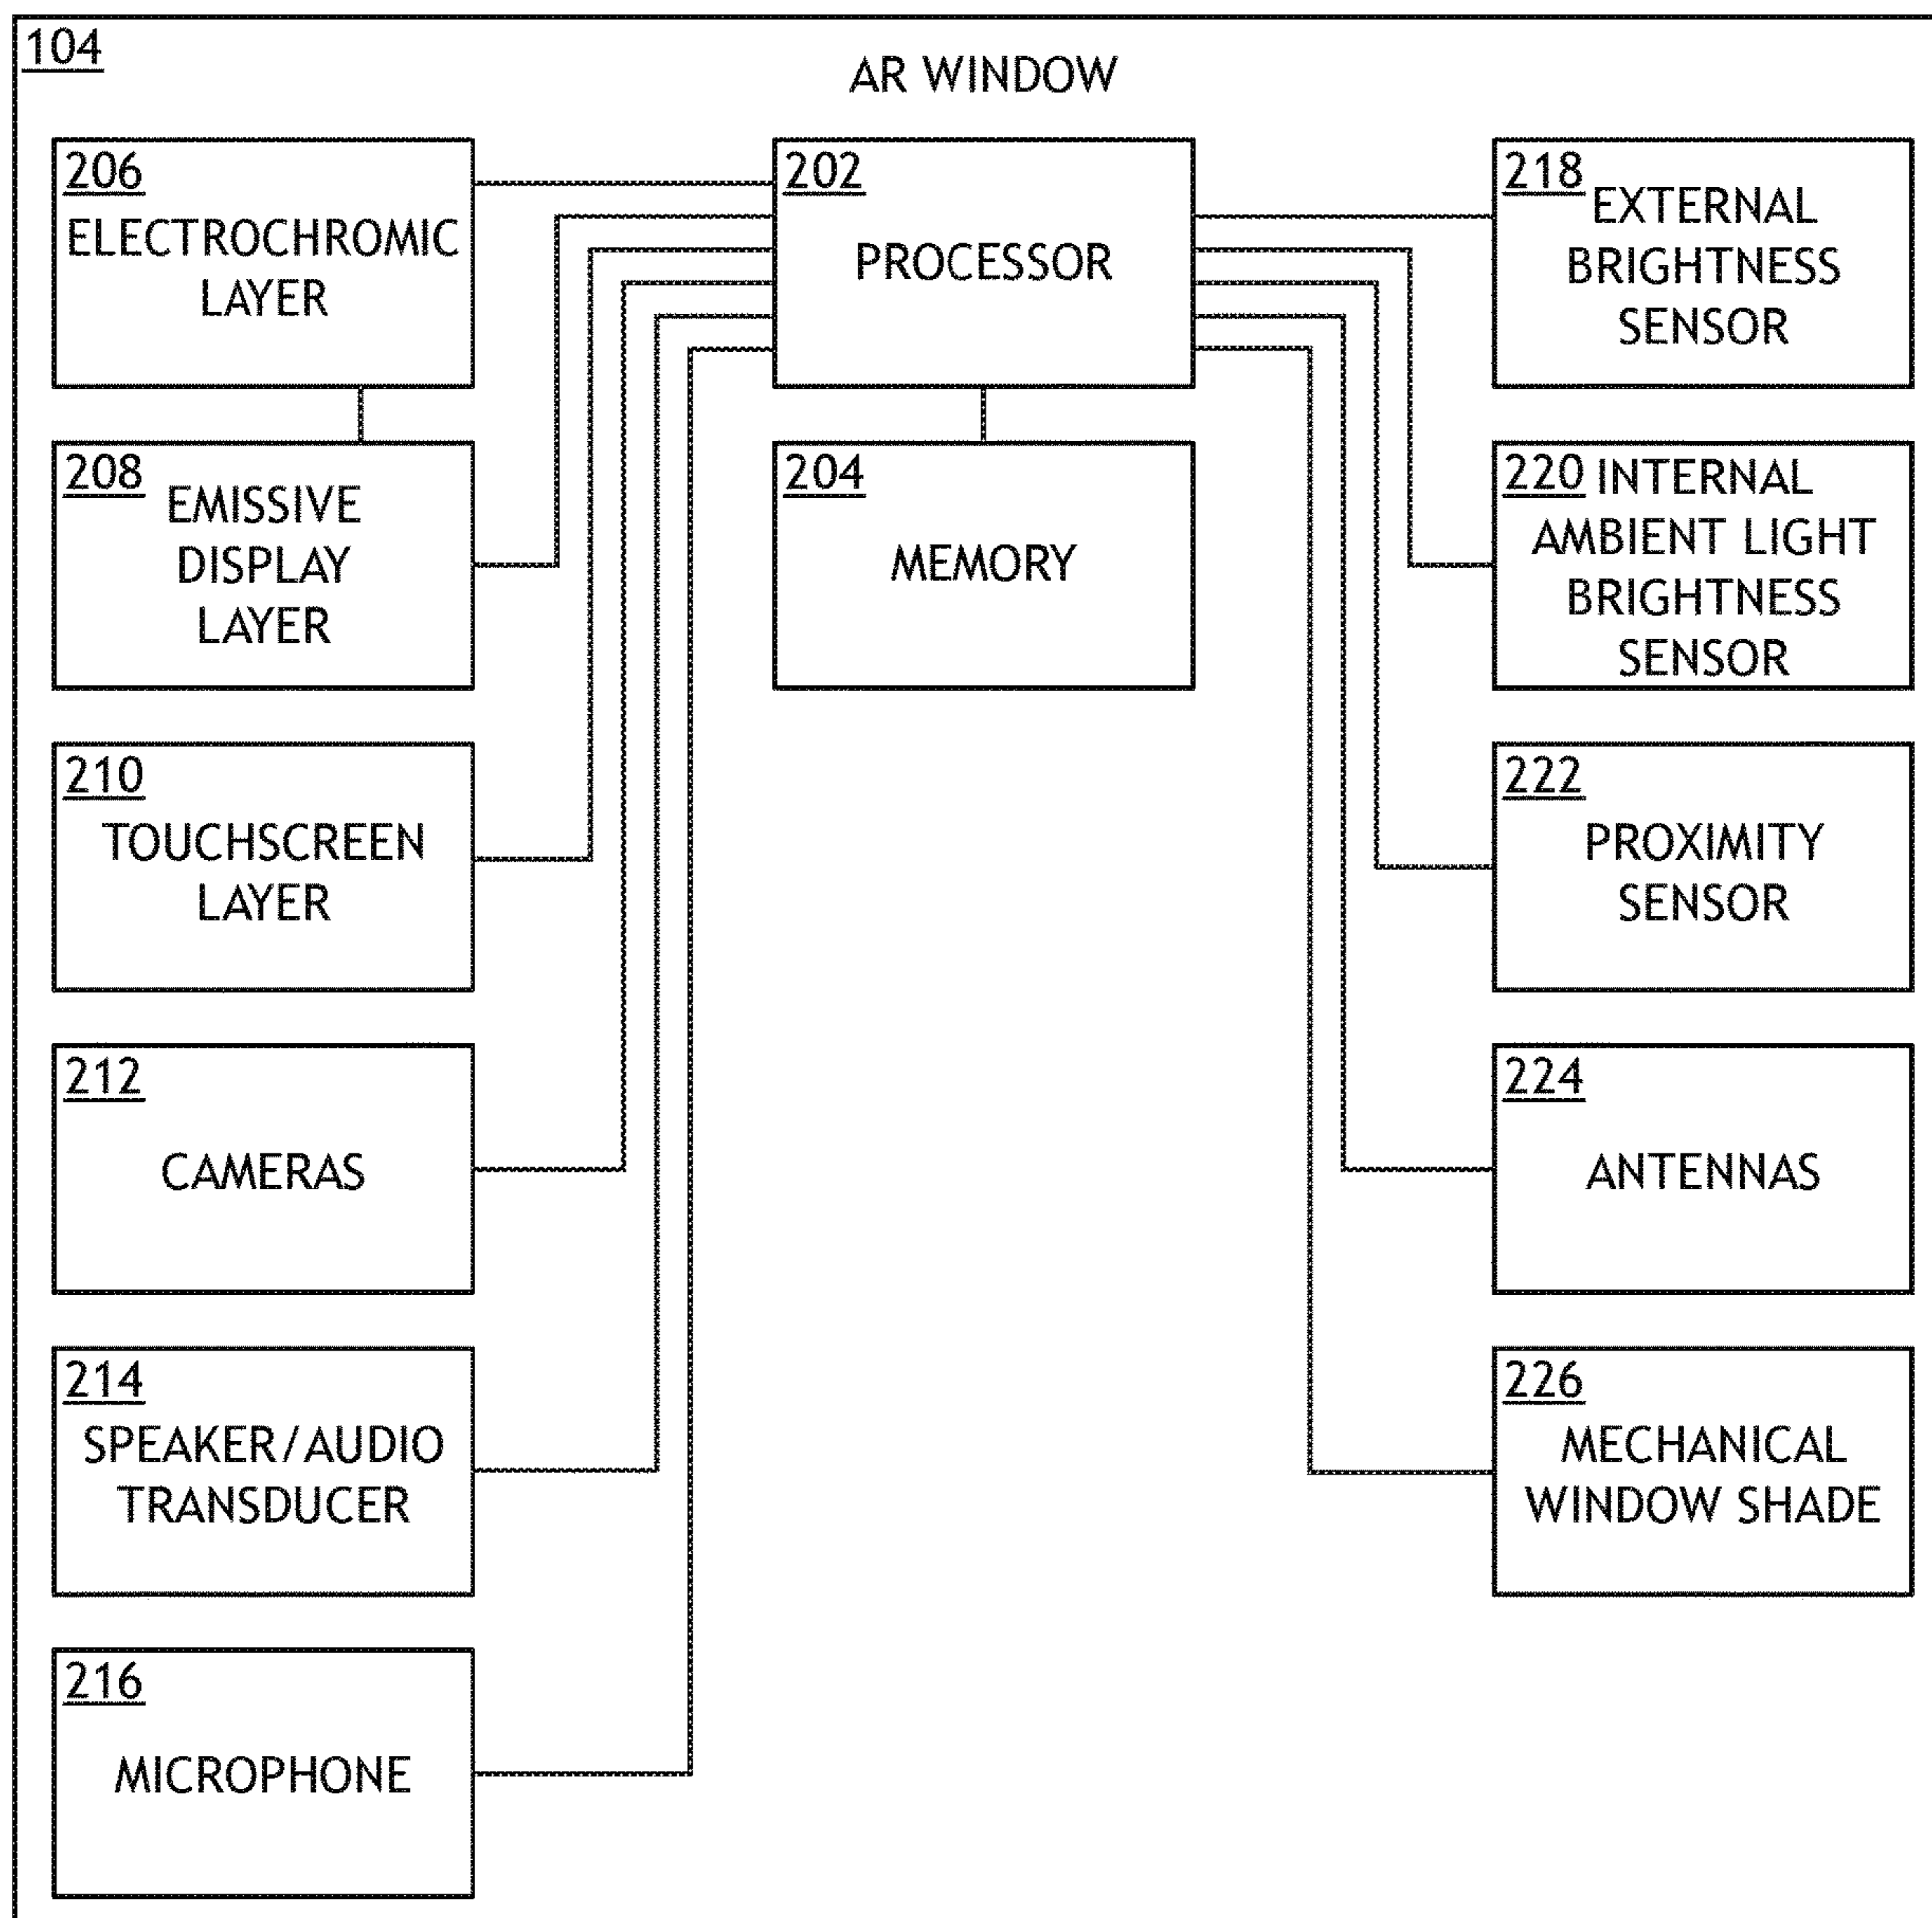 104
AR WINDOW
206
ELECTROCHROMIC
LAYER
208
EMISSIVE
DISPLAY
LAYER
210
TOUCHSCREEN
LAYER
212
CAMERAS
214
SPEAKER/AUDIO
TRANSDUCER
216
MICROPHONE
202
PROCESSOR
204
MEMORY
218
EXTERNAL
BRIGHTNESS
SENSOR
220 INTERNAL
AMBIENT LIGHT
BRIGHTNESS
SENSOR
222
PROXIMITY
SENSOR
224
ANTENNAS
226
MECHANICAL
WINDOW SHADE